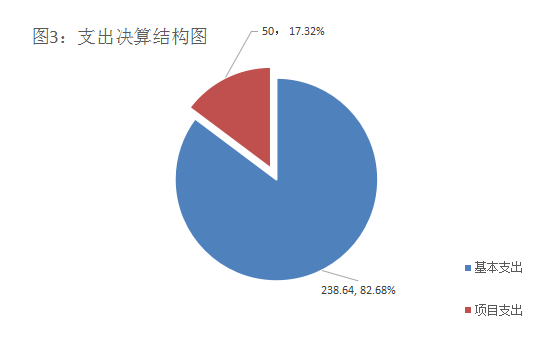 图3：支出决算结构图
50， 17.32%
238.64, 82.68%
基本支出
项目支出